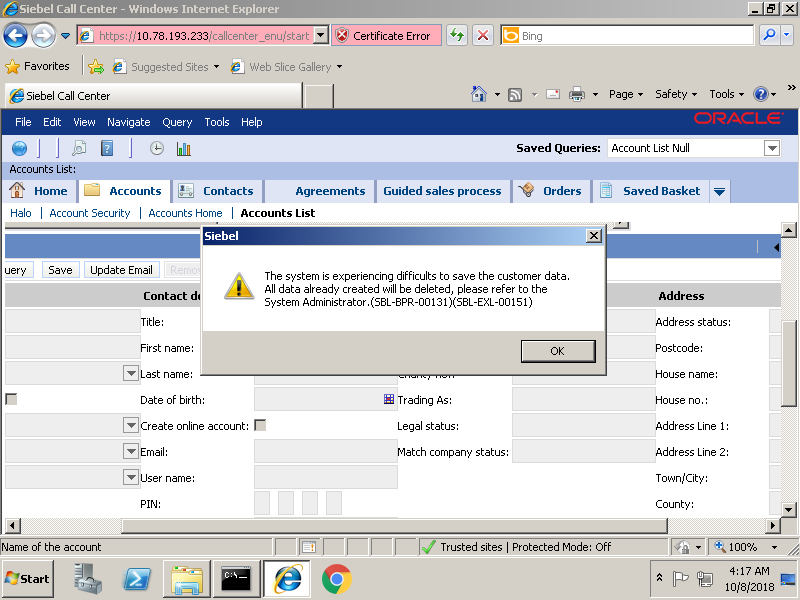 Siebel Call Center - Windows Internet Explorer
https://10.78.193.233/callcenter_enu/start
Certificate Error
Bing
Favorites
Suggested Sites
Web Slice Gallery
Siebel Call Center
Page
Safety
Tools
»
File Edit View Navigate Query Tools Help
ORACLE
Saved Queries:
Account List Null
Accounts List:
Home
Accounts
Contacts
Agreements
Guided sales process
Orders
Saved Basket
Halo | Account Security | Accounts Home | Accounts List
Siebel
The system is experiencing difficults to save the customer data.
All data already created will be deleted, please refer to the
System Administrator.(SBL-BPR-00131)(SBL-EXL-00151)
OK
uery
Save
Update Email
Remo
Contact de
Address
Title:
Address status:
First name:
Postcode:
Last name:
House name:
Date of birth:
Trading As:
House no.:
Create online account:
Legal status:
Address Line 1:
Email:
Match company status:
Address Line 2:
User name:
Town/City:
PIN:
County:
Name of the account
Trusted sites | Protected Mode: Off
100%
Start
4:17 AM
10/8/2018